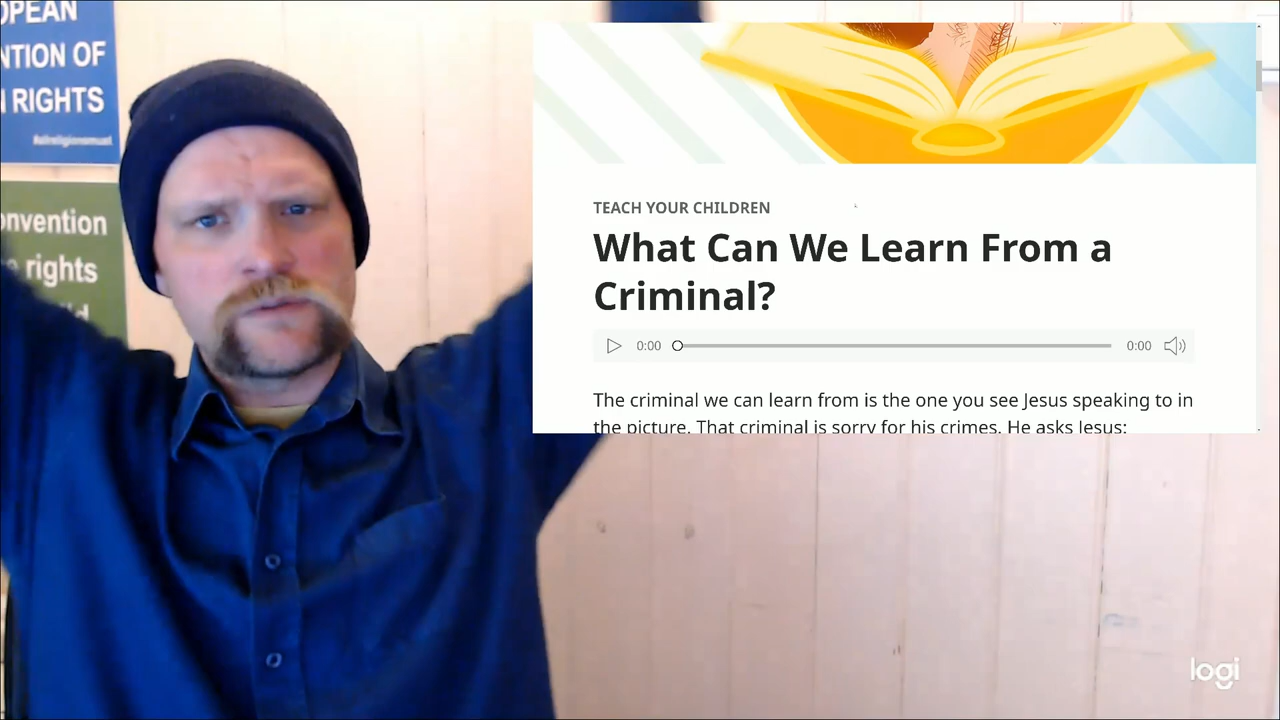 OPEAN
NTION OF
RIGHTS
onvention
rights
TEACH YOUR CHILDREN
What Can We Learn From a
Criminal?
0:00 0:00
The criminal we can learn from is the one you see Jesus speaking to in
the picture. That criminal is sorry for his crimes. He asks Jesus:
logi